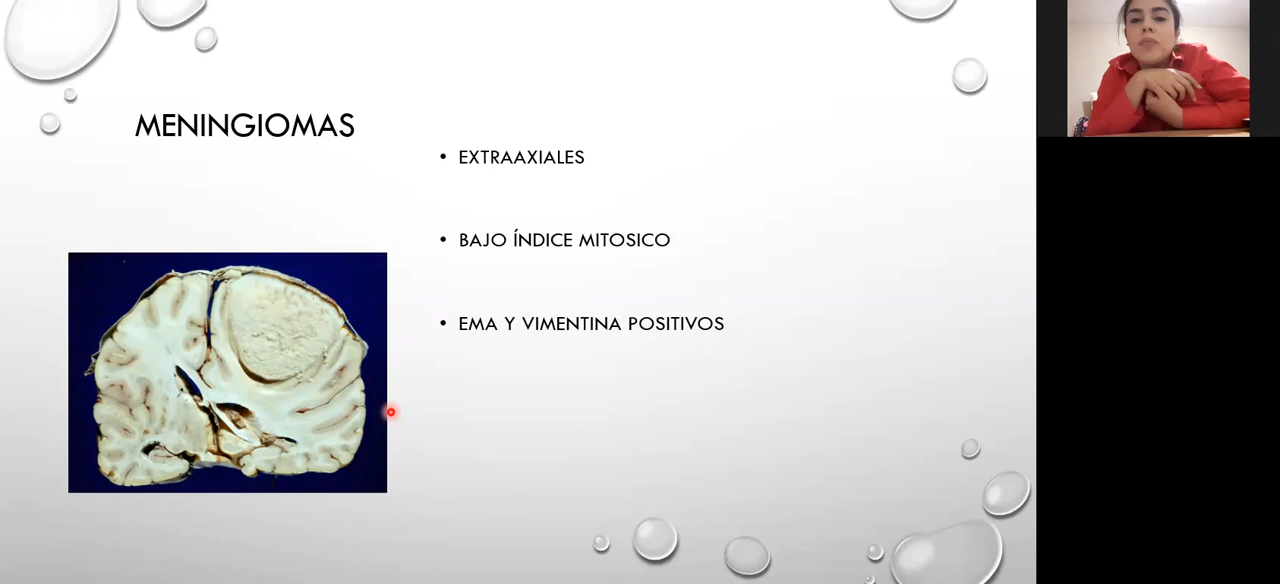 MENINGIOMAS
• EXTRAAXIALES
• BAJO ÍNDICE MITOSICO
• EMA Y VIMENTINA POSITIVOS